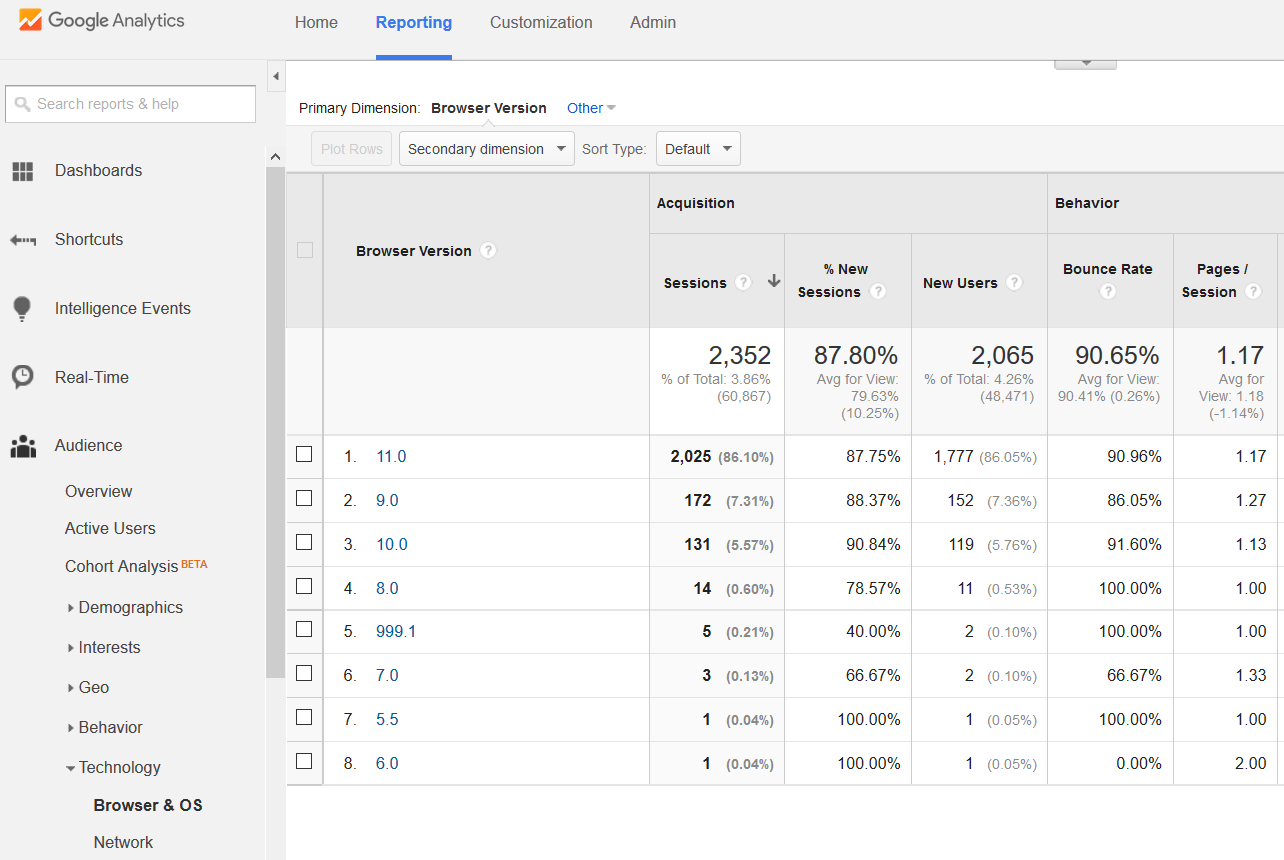 Google Analytics
Home Reporting Customization Admin
Search reports & help
Dashboards
Shortcuts
Intelligence Events
Real-Time
Audience
Overview
Active Users
Cohort Analysis BETA
Demographics
Interests
Geo
Behavior
Technology
Browser & OS
Network
Primary Dimension: Browser Version Other
Plot Rows Secondary dimension Sort Type: Default
Acquisition Behavior
Browser Version ? Sessions ? % New Sessions ? New Users ? Bounce Rate ? Pages / Session ?
2,352 87.80% 2,065 90.65% 1.17
% of Total: 3.86% (60,867) Avg for View: 79.63% (10.25%) % of Total: 4.26% (48,471) Avg for View: 90.41% (0.26%) Avg for View: 1.18 (-1.14%)
1. 11.0 2,025 (86.10%) 87.75% 1,777 (86.05%) 90.96% 1.17
2. 9.0 172 (7.31%) 88.37% 152 (7.36%) 86.05% 1.27
3. 10.0 131 (5.57%) 90.84% 119 (5.76%) 91.60% 1.13
4. 8.0 14 (0.60%) 78.57% 11 (0.53%) 100.00% 1.00
5. 999.1 5 (0.21%) 40.00% 2 (0.10%) 100.00% 1.00
6. 7.0 3 (0.13%) 66.67% 2 (0.10%) 66.67% 1.33
7. 5.5 1 (0.04%) 100.00% 1 (0.05%) 100.00% 1.00
8. 6.0 1 (0.04%) 100.00% 1 (0.05%) 0.00% 2.00